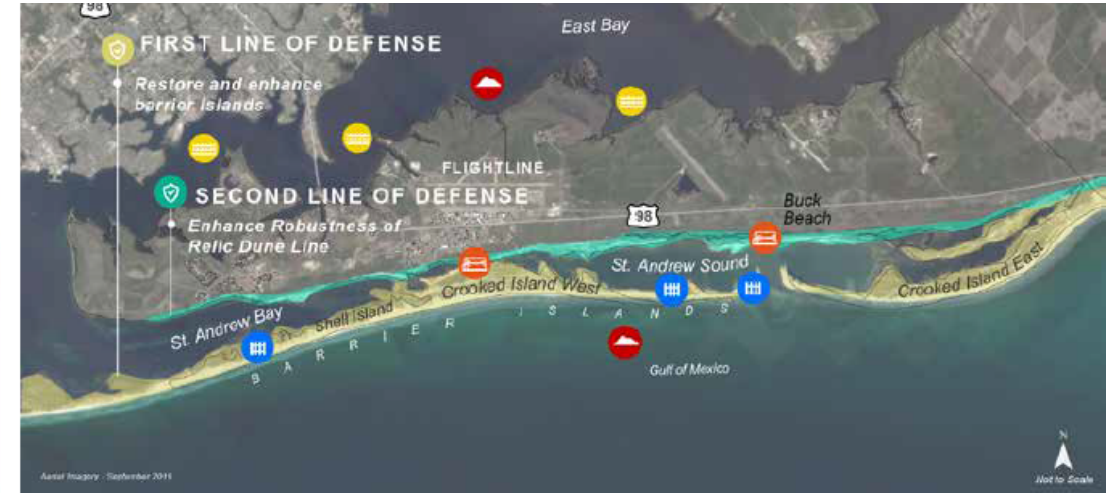 98
FIRST LINE OF DEFENSE
Restore and enhance
barrier islands
East Bay
FLIGHTLINE
SECOND LINE OF DEFENSE
Enhance Robustness of
Relic Dune Line
98
Buck
Beach
St. Andrew Sound
Crooked Island West
Crooked Island East
St. Andrew Bay
Shell Island
BARRIER ISLANDS
Gulf of Mexico
N
Not to Scale
Aerial Imagery - September 2011